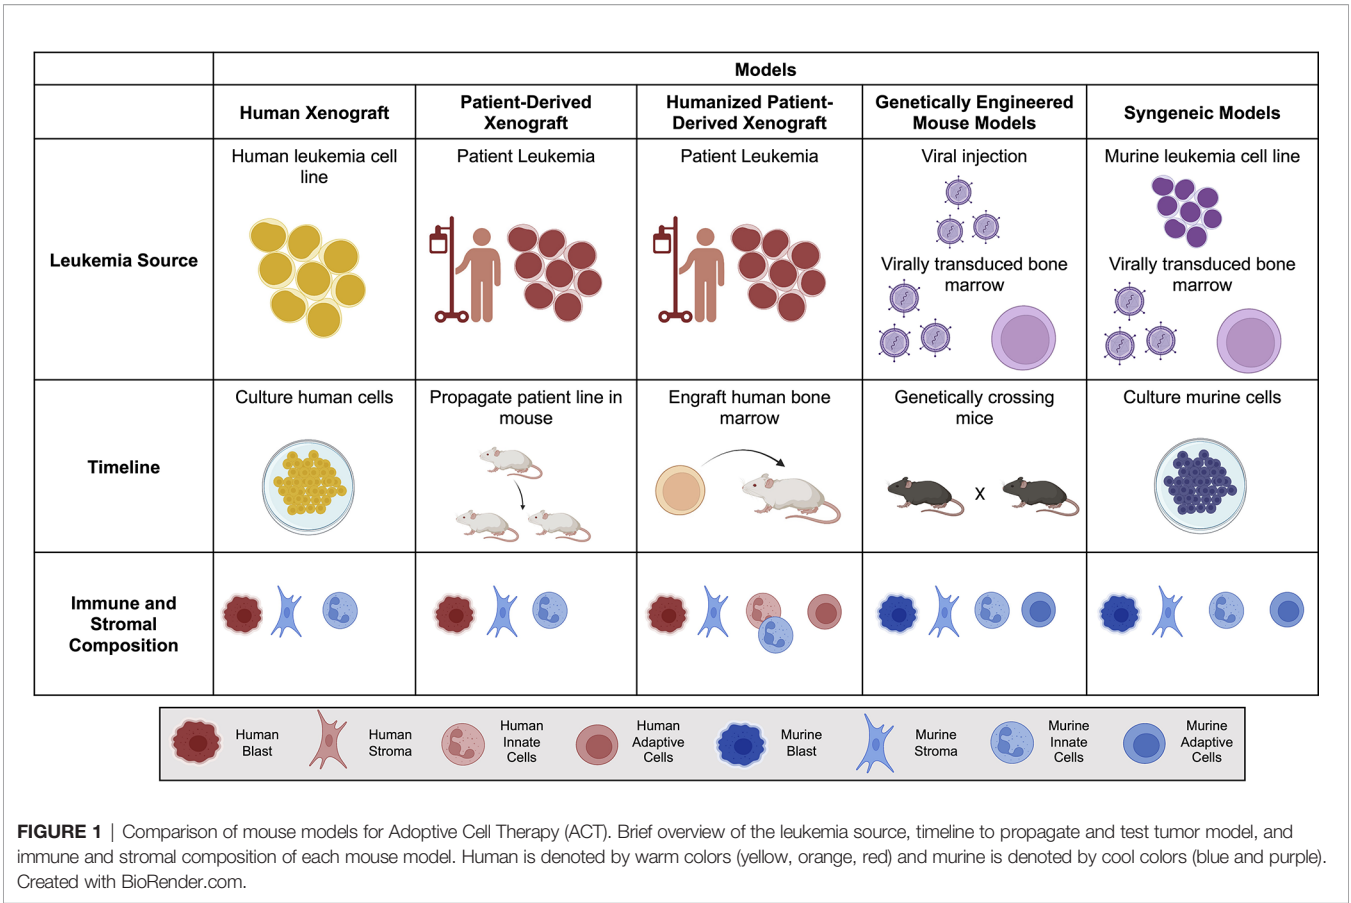 Models
Human Xenograft
Patient-Derived
Xenograft
Humanized Patient-
Derived Xenograft
Genetically Engineered
Mouse Models
Syngeneic Models
Leukemia Source
Human leukemia cell
line
Patient Leukemia
Patient Leukemia
Viral injection
Virally transduced bone
marrow
Murine leukemia cell line
Virally transduced bone
marrow
Timeline
Culture human cells
Propagate patient line in
mouse
Engraft human bone
marrow
Genetically crossing
mice
X
Culture murine cells
Immune and
Stromal
Composition
Human
Blast
Human
Stroma
Human
Innate
Cells
Human
Adaptive
Cells
Murine
Blast
Murine
Stroma
Murine
Innate
Cells
Murine
Adaptive
Cells
FIGURE 1 | Comparison of mouse models for Adoptive Cell Therapy (ACT). Brief overview of the leukemia source, timeline to propagate and test tumor model, and
immune and stromal composition of each mouse model. Human is denoted by warm colors (yellow, orange, red) and murine is denoted by cool colors (blue and purple).
Created with BioRender.com.